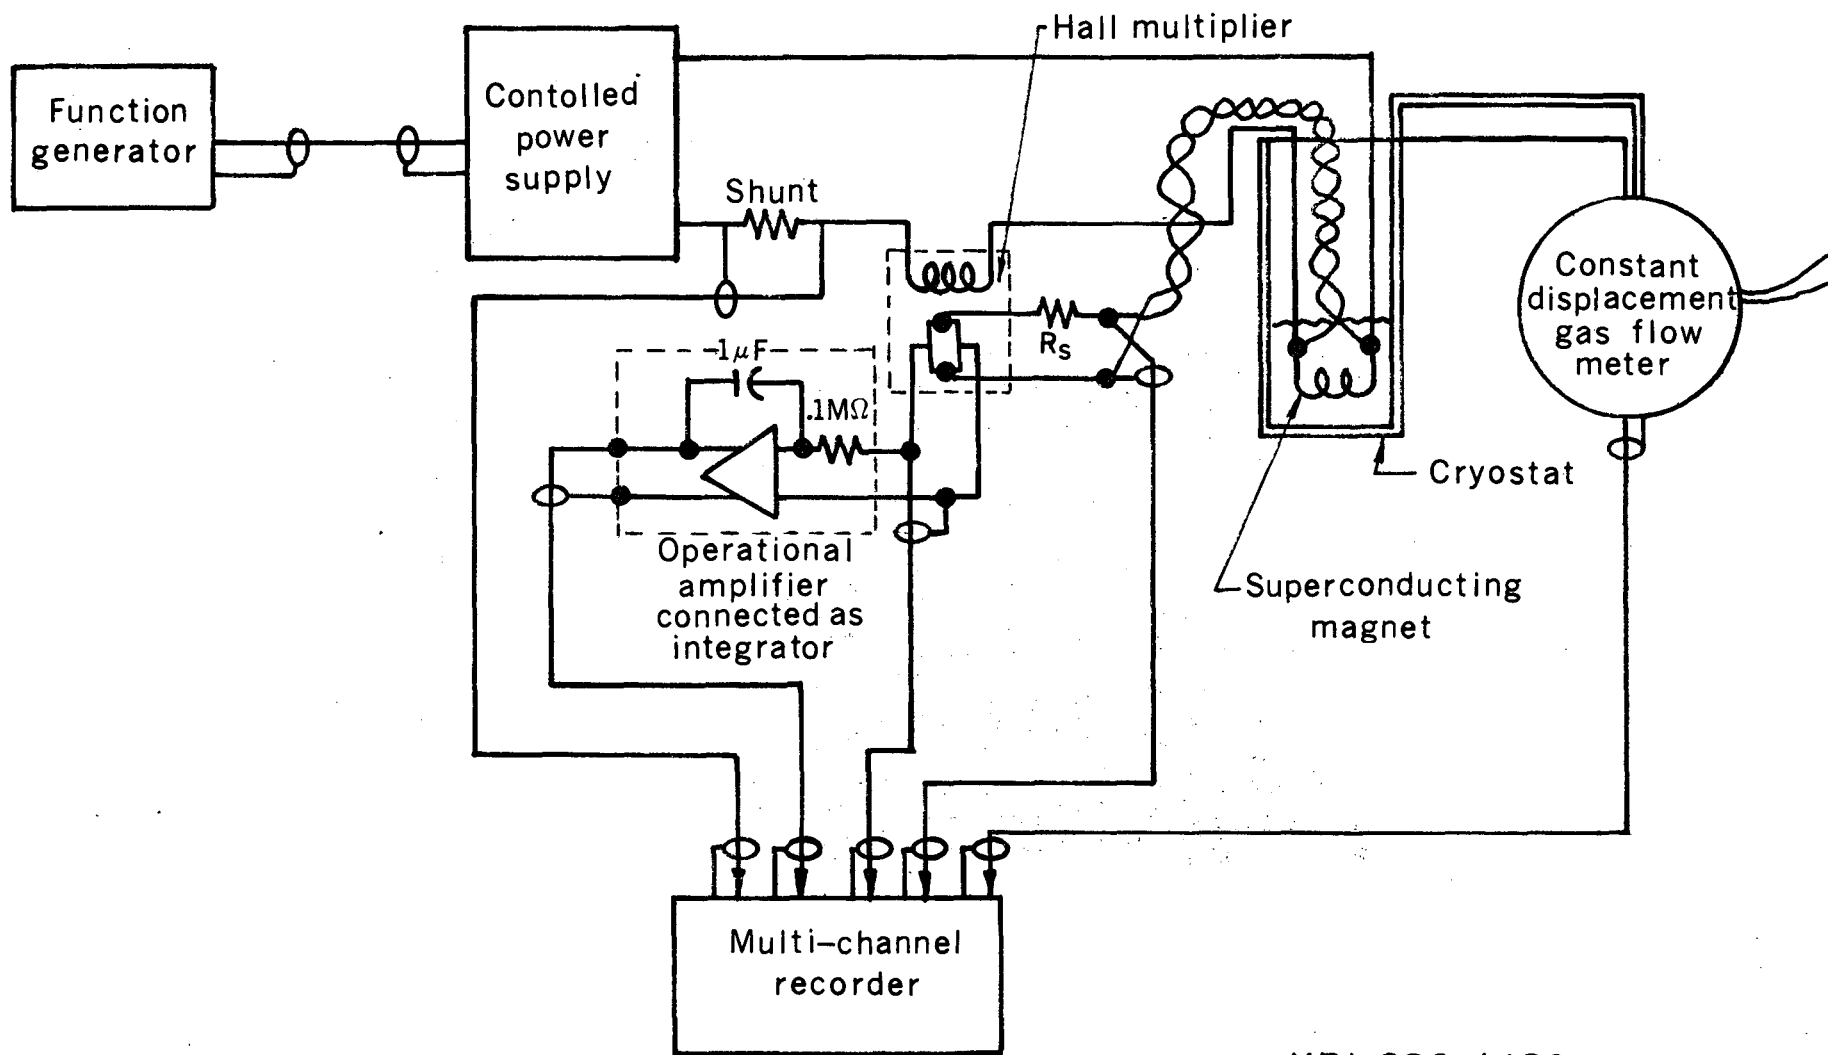 Hall multiplier
Function
generator
Contolled
power
supply
Shunt
Constant
displacement
gas flow
meter
Rs
1μF
.1MΩ
Cryostat
Operational
amplifier
connected as
integrator
Superconducting
magnet
Multi-channel
recorder